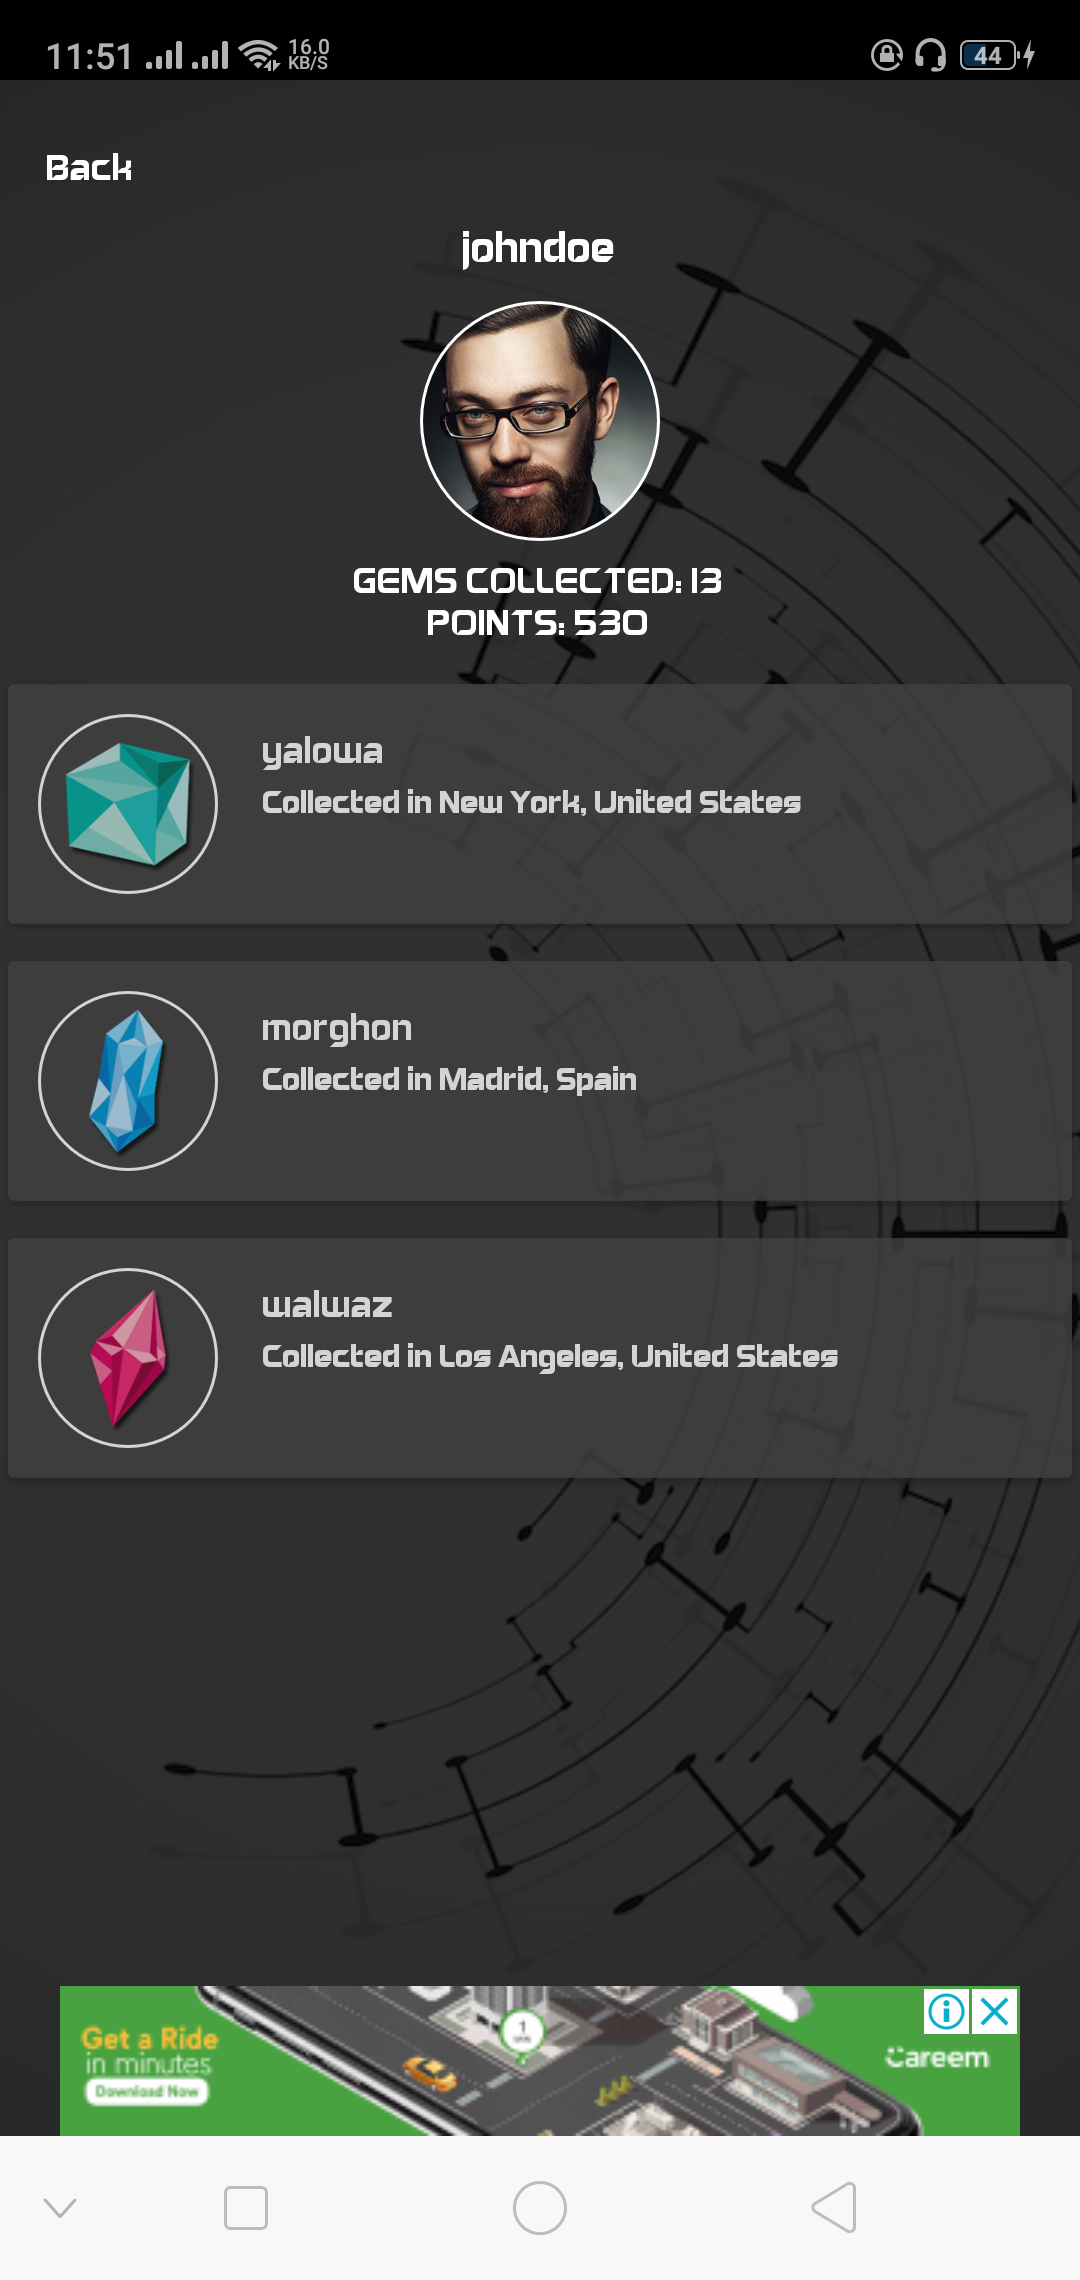 11:51 16.0 KB/S 44
Back
johndoe
GEMS COLLECTED: 13
POINTS: 530
yalowa
Collected in New York, United States
morghon
Collected in Madrid, Spain
walwaz
Collected in Los Angeles, United States
Get a Ride
in minutes
Download Now
1
Careem